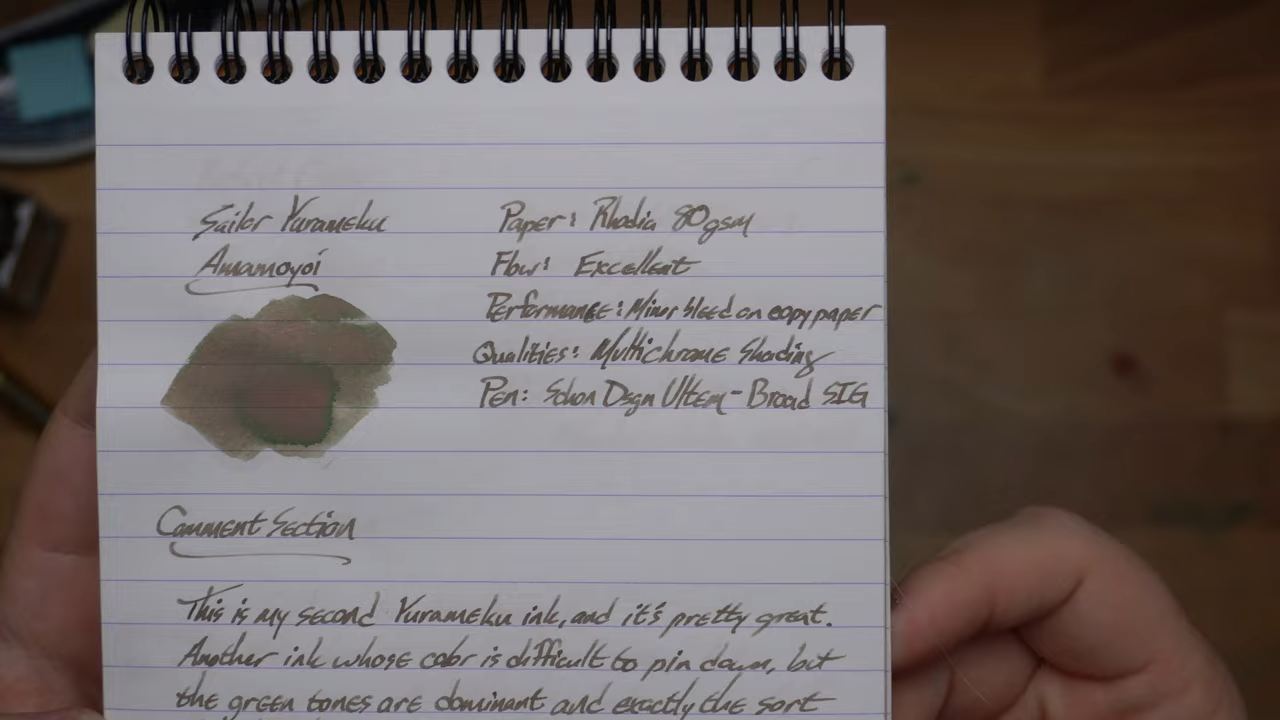 Sailor Yurameku
Amamoyoi
Paper: Rhodia 80gsm
Flow: Excellent
Performance: Minor bleed on copy paper
Qualities: Multichrome Shading
Pen: Schon Dsgn Ultem - Broad SIG
Comment Section
This is my second Yurameku ink, and it's pretty great.
Another ink whose color is difficult to pin down, but
the green tones are dominant and exactly the sort